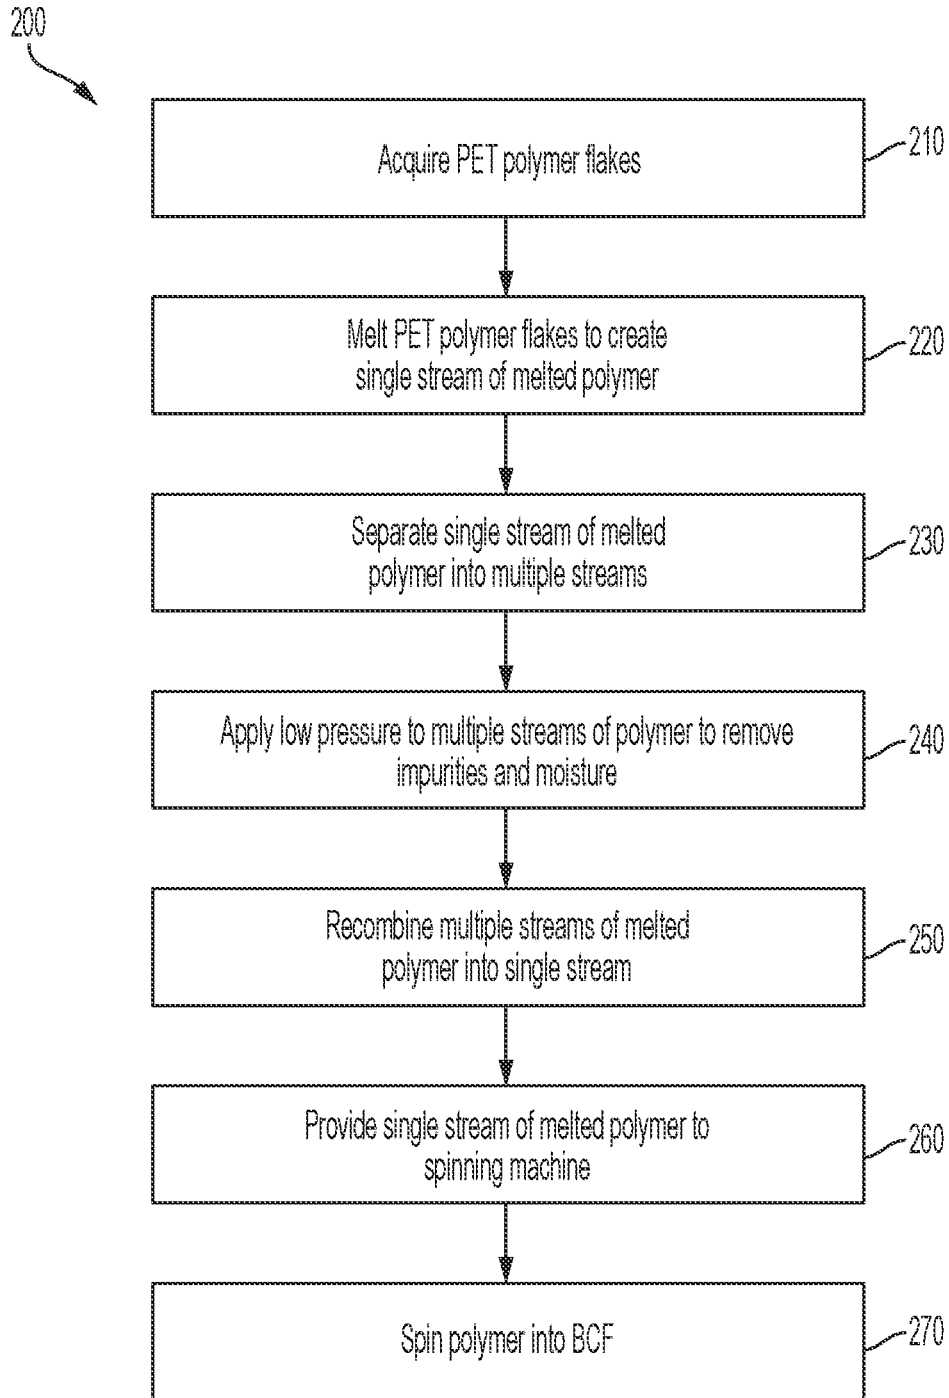 200
Acquire PET polymer flakes
210
Melt PET polymer flakes to create
single stream of melted polymer
220
Separate single stream of melted
polymer into multiple streams
230
Apply low pressure to multiple streams of polymer to remove
impurities and moisture
240
Recombine multiple streams of melted
polymer into single stream
250
Provide single stream of melted polymer to
spinning machine
260
Spin polymer into BCF
270